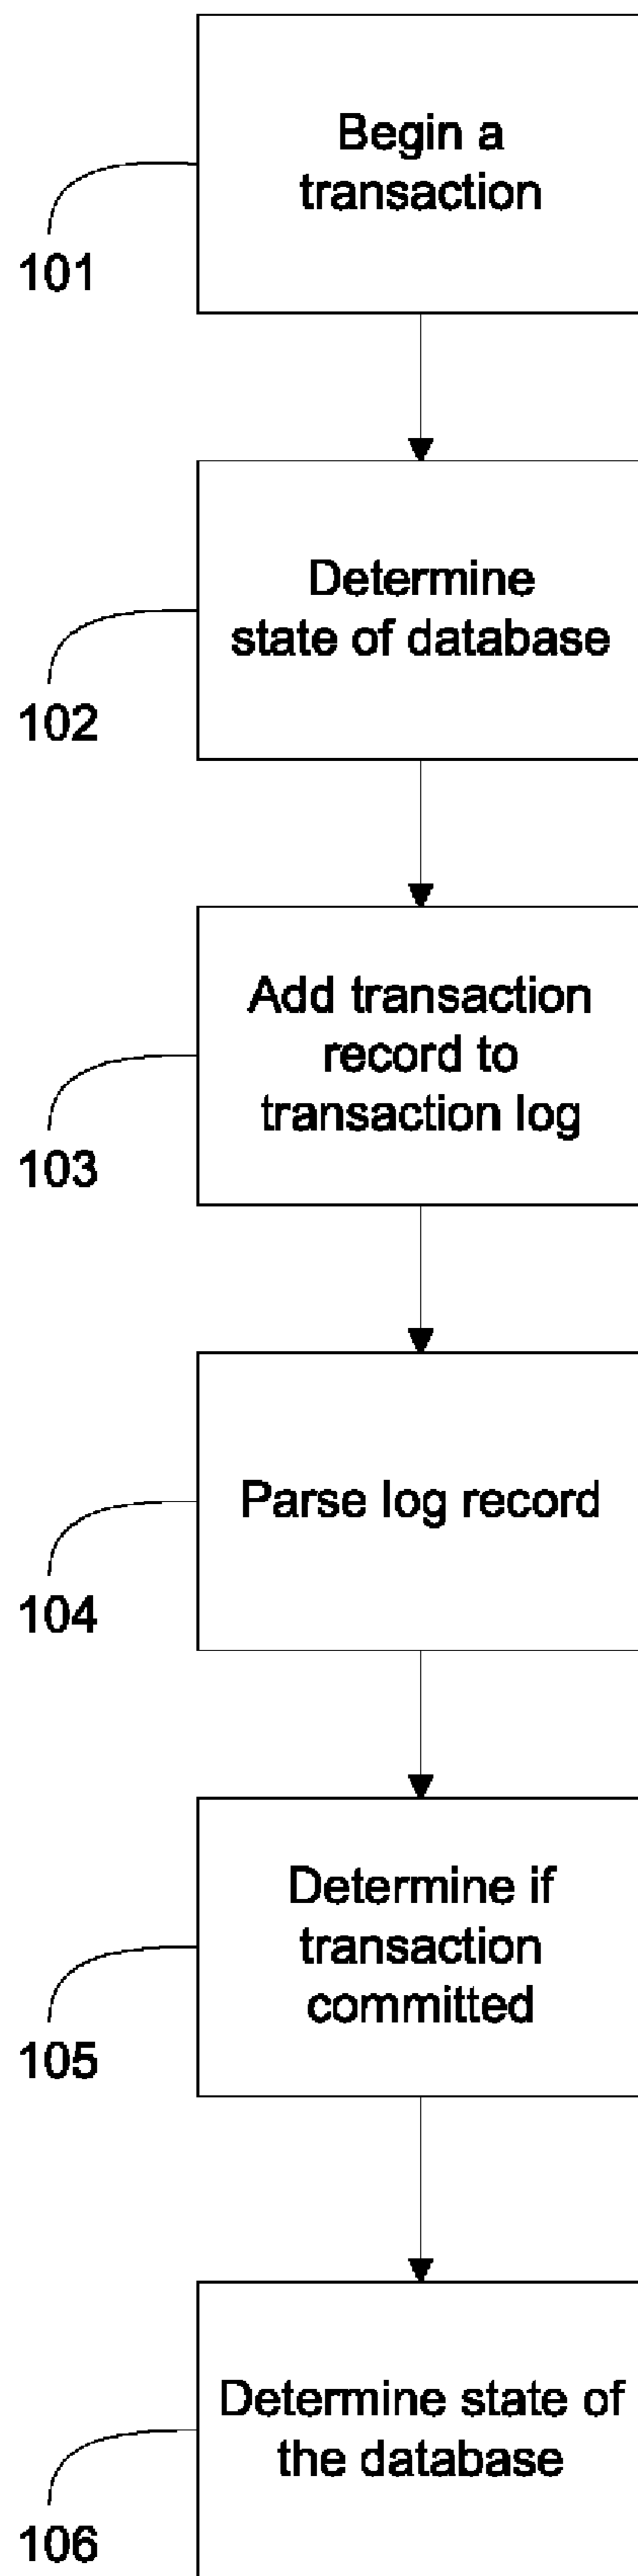 Begin a
transaction
101
Determine
state of database
102
Add transaction
record to
transaction log
103
Parse log record
104
Determine if
transaction
committed
105
Determine state of
the database
106